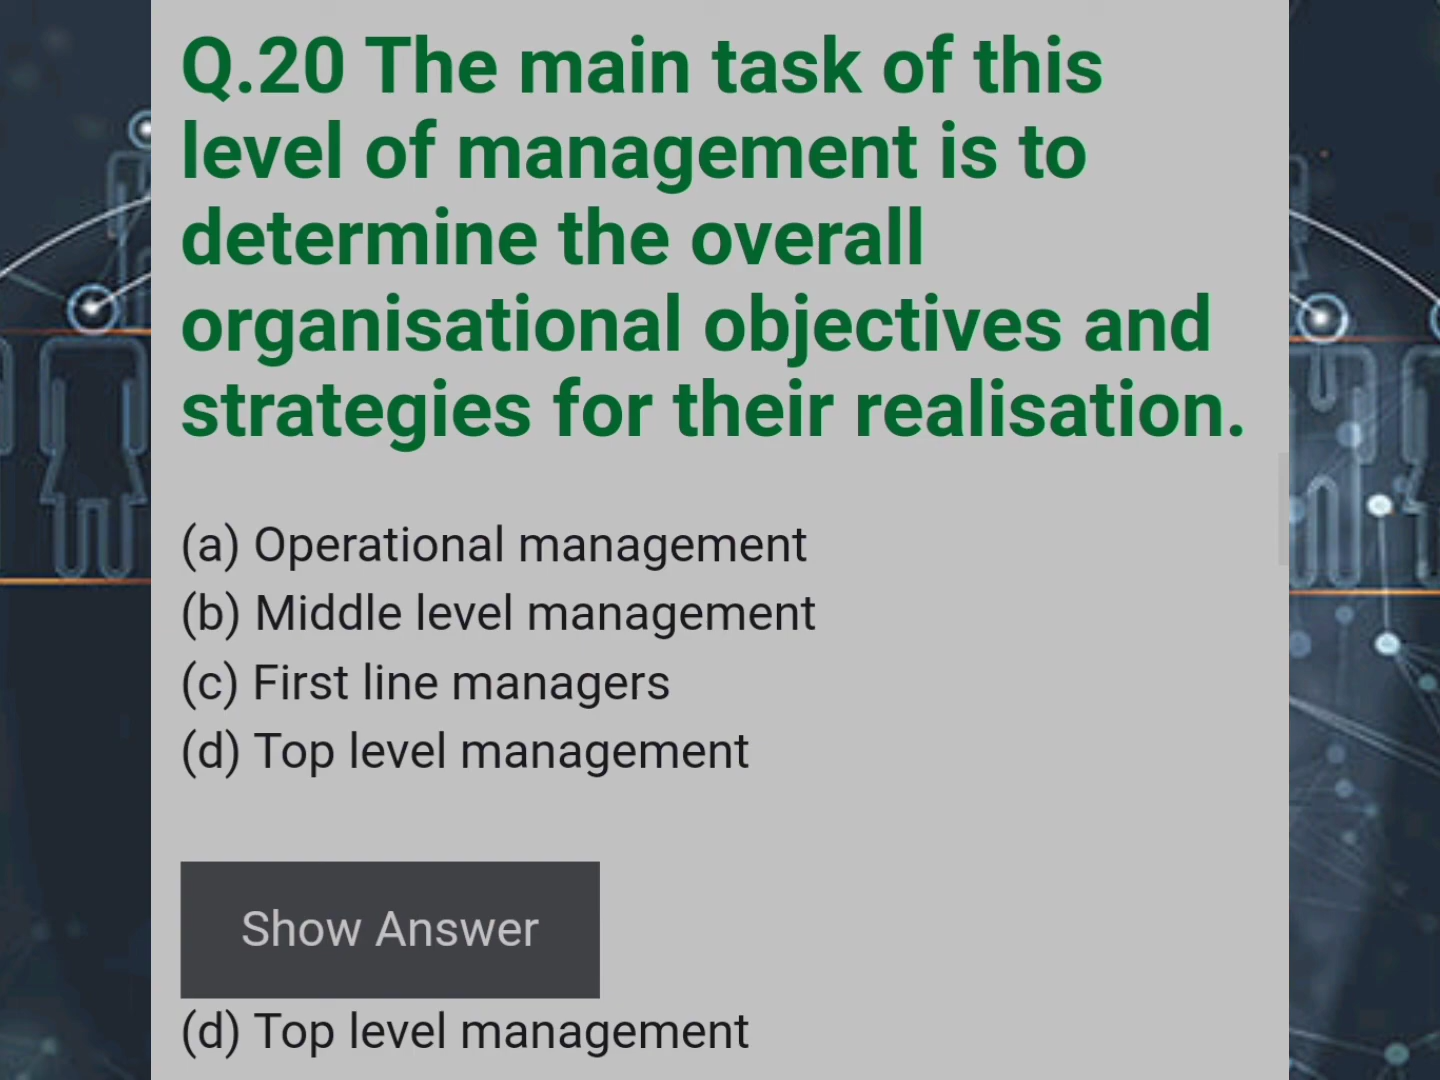 Q.20 The main task of this
level of management is to
determine the overall
organisational objectives and
strategies for their realisation.
(a) Operational management
(b) Middle level management
(c) First line managers
(d) Top level management
Show Answer
(d) Top level management